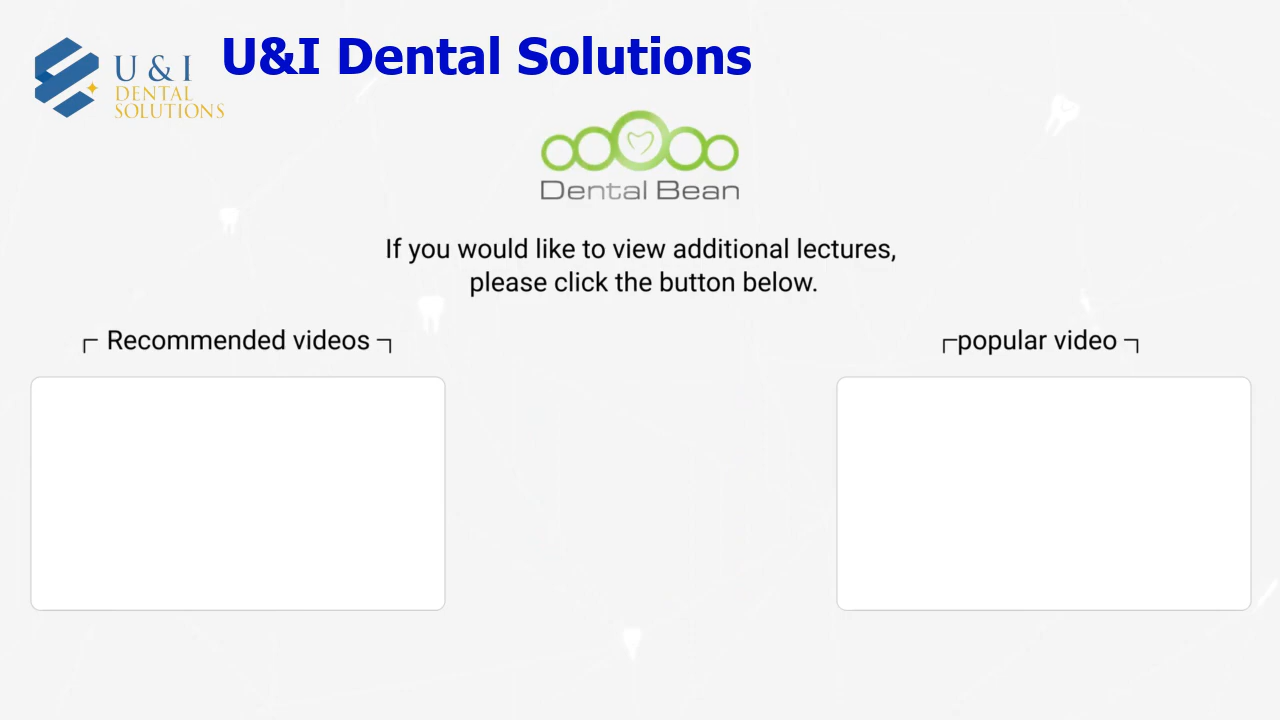 U&I Dental Solutions
U & I
DENTAL
SOLUTIONS
Dental Bean
If you would like to view additional lectures,
please click the button below.
┌ Recommended videos ┐
┌popular video ┐